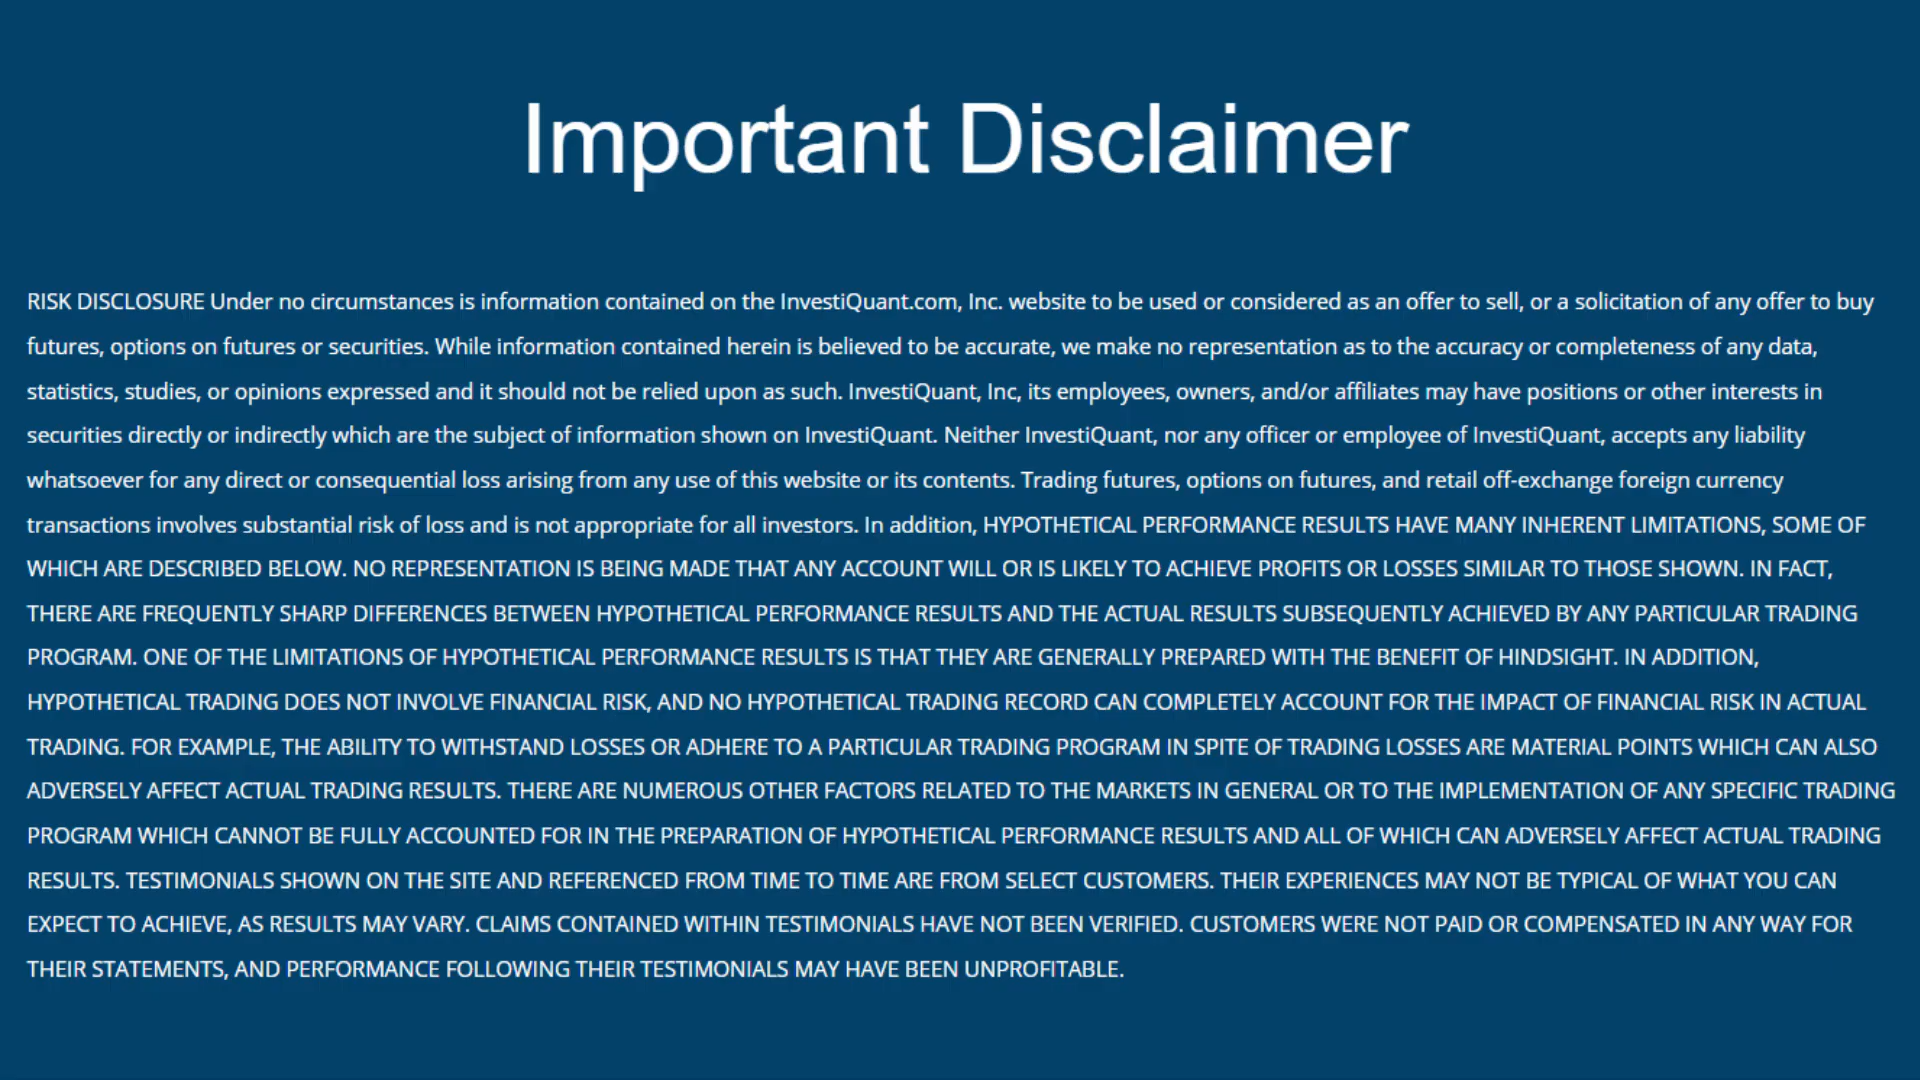 Important Disclaimer
RISK DISCLOSURE Under no circumstances is information contained on the InvestiQuant.com, Inc. website to be used or considered as an offer to sell, or a solicitation of any offer to buy
futures, options on futures or securities. While information contained herein is believed to be accurate, we make no representation as to the accuracy or completeness of any data,
statistics, studies, or opinions expressed and it should not be relied upon as such. InvestiQuant, Inc, its employees, owners, and/or affiliates may have positions or other interests in
securities directly or indirectly which are the subject of information shown on InvestiQuant. Neither InvestiQuant, nor any officer or employee of InvestiQuant, accepts any liability
whatsoever for any direct or consequential loss arising from any use of this website or its contents. Trading futures, options on futures, and retail off-exchange foreign currency
transactions involves substantial risk of loss and is not appropriate for all investors. In addition, HYPOTHETICAL PERFORMANCE RESULTS HAVE MANY INHERENT LIMITATIONS, SOME OF
WHICH ARE DESCRIBED BELOW. NO REPRESENTATION IS BEING MADE THAT ANY ACCOUNT WILL OR IS LIKELY TO ACHIEVE PROFITS OR LOSSES SIMILAR TO THOSE SHOWN. IN FACT,
THERE ARE FREQUENTLY SHARP DIFFERENCES BETWEEN HYPOTHETICAL PERFORMANCE RESULTS AND THE ACTUAL RESULTS SUBSEQUENTLY ACHIEVED BY ANY PARTICULAR TRADING
PROGRAM. ONE OF THE LIMITATIONS OF HYPOTHETICAL PERFORMANCE RESULTS IS THAT THEY ARE GENERALLY PREPARED WITH THE BENEFIT OF HINDSIGHT. IN ADDITION,
HYPOTHETICAL TRADING DOES NOT INVOLVE FINANCIAL RISK, AND NO HYPOTHETICAL TRADING RECORD CAN COMPLETELY ACCOUNT FOR THE IMPACT OF FINANCIAL RISK IN ACTUAL
TRADING. FOR EXAMPLE, THE ABILITY TO WITHSTAND LOSSES OR ADHERE TO A PARTICULAR TRADING PROGRAM IN SPITE OF TRADING LOSSES ARE MATERIAL POINTS WHICH CAN ALSO
ADVERSELY AFFECT ACTUAL TRADING RESULTS. THERE ARE NUMEROUS OTHER FACTORS RELATED TO THE MARKETS IN GENERAL OR TO THE IMPLEMENTATION OF ANY SPECIFIC TRADING
PROGRAM WHICH CANNOT BE FULLY ACCOUNTED FOR IN THE PREPARATION OF HYPOTHETICAL PERFORMANCE RESULTS AND ALL OF WHICH CAN ADVERSELY AFFECT ACTUAL TRADING
RESULTS. TESTIMONIALS SHOWN ON THE SITE AND REFERENCED FROM TIME TO TIME ARE FROM SELECT CUSTOMERS. THEIR EXPERIENCES MAY NOT BE TYPICAL OF WHAT YOU CAN
EXPECT TO ACHIEVE, AS RESULTS MAY VARY. CLAIMS CONTAINED WITHIN TESTIMONIALS HAVE NOT BEEN VERIFIED. CUSTOMERS WERE NOT PAID OR COMPENSATED IN ANY WAY FOR
THEIR STATEMENTS, AND PERFORMANCE FOLLOWING THEIR TESTIMONIALS MAY HAVE BEEN UNPROFITABLE.